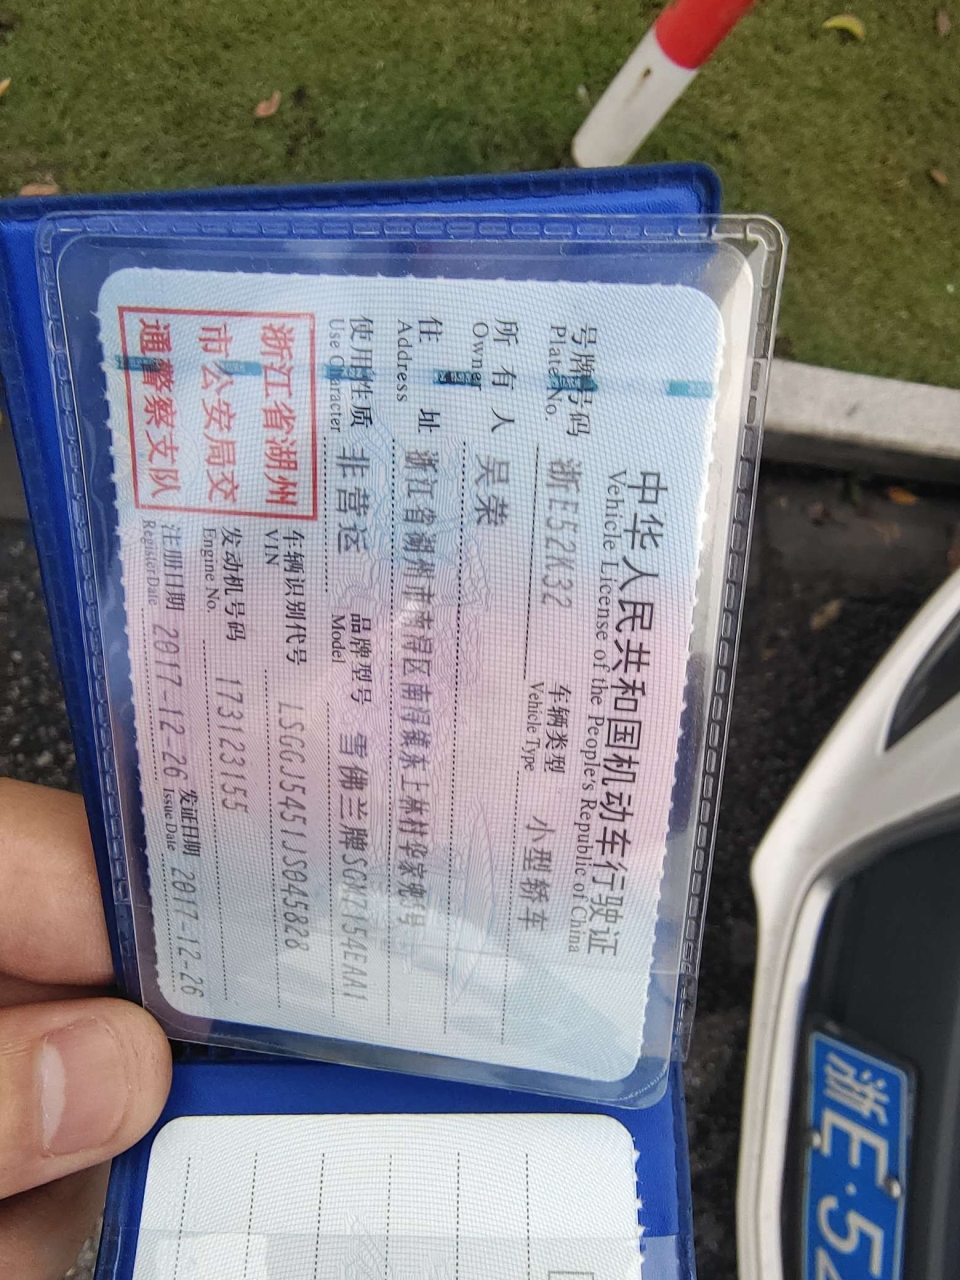 中华人民共和国机动车行驶证
Vehicle License of the People's Republic of China
号牌号码 浙E52K32 车辆类型 小型轿车
Plate No. Vehicle Type
所有人 吴荣
Owner
住址 浙江省湖州市南浔区南浔镇东上林村华家兜 号
Address
使用性质 非营运 品牌型号 雪佛兰牌SGM7154EAA1
Use Character Model
浙江省湖州
市公安局交
通警察支队
车辆识别代号 LSGGJ5451JS045828
VIN
发动机号码 173123155
Engine No.
注册日期 2017-12-26 发证日期 2017-12-26
Register Date Issue Date
浙E·52